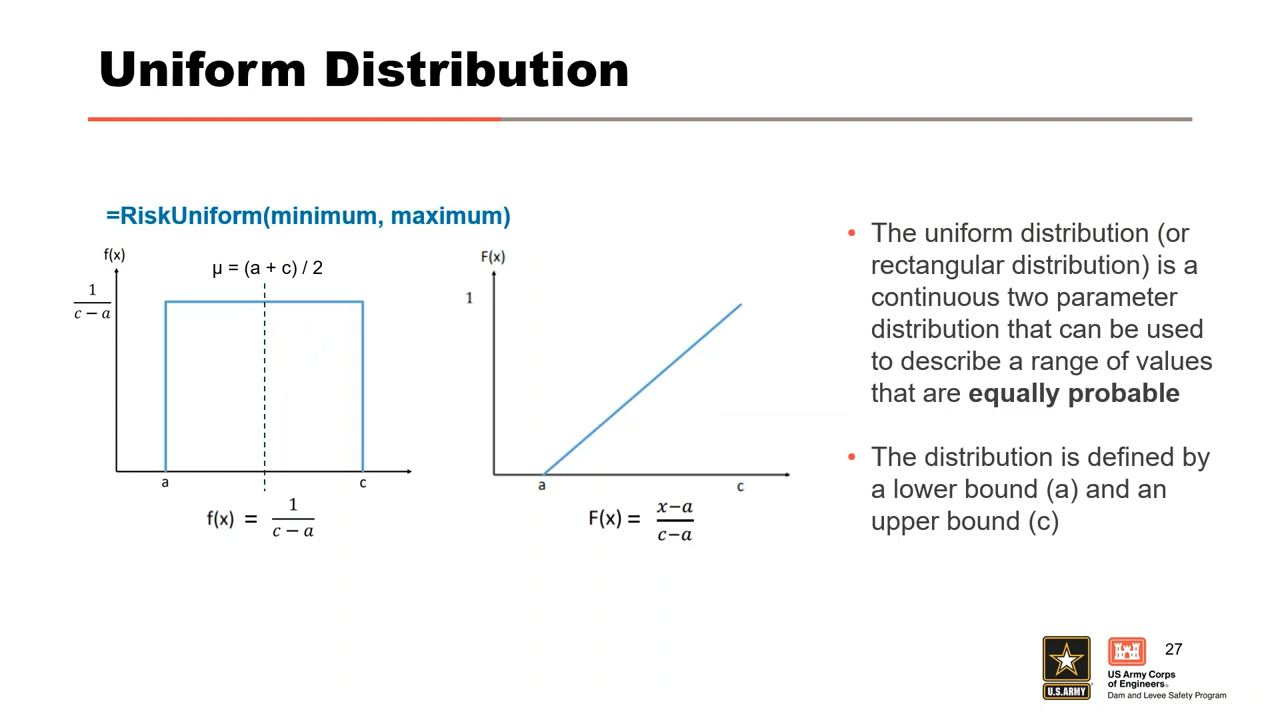 Uniform Distribution
=RiskUniform(minimum, maximum)
f(x)
μ = (a + c) / 2
1
c − a
a
c
f(x) =
1
c − a
F(x)
1
a
c
F(x) =
x−a
c−a
• The uniform distribution (or
rectangular distribution) is a
continuous two parameter
distribution that can be used
to describe a range of values
that are equally probable
• The distribution is defined by
a lower bound (a) and an
upper bound (c)
U.S. ARMY
US Army Corps
of Engineers®
Dam and Levee Safety Program
27